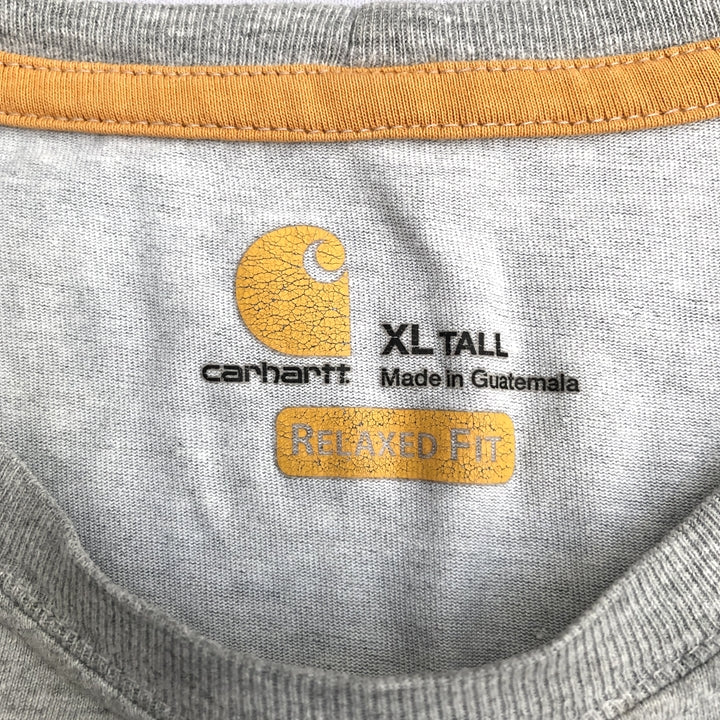 carhartt.
XL TALL
Made in Guatemala
RELAXED FIT